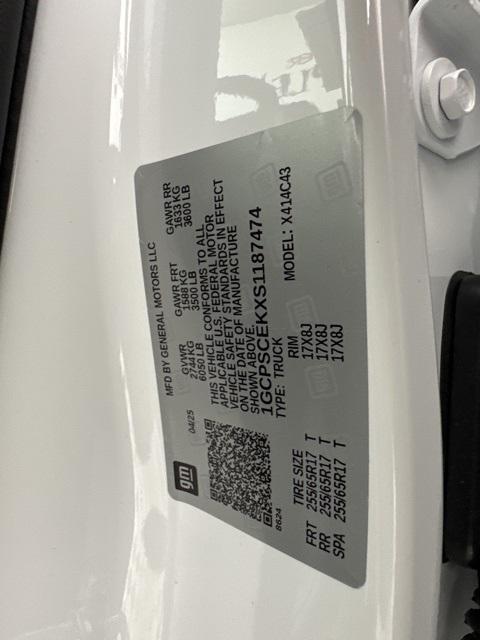 gm
MFD BY GENERAL MOTORS LLC
04/25
GVWR GAWR FRT GAWR RR
2744 KG 1588 KG 1633 KG
6050 LB 3500 LB 3600 LB
THIS VEHICLE CONFORMS TO ALL
APPLICABLE U.S. FEDERAL MOTOR
VEHICLE SAFETY STANDARDS IN EFFECT
ON THE DATE OF MANUFACTURE
SHOWN ABOVE.
1GCPSCEKXS1187474
TYPE: TRUCK MODEL: X414C43
8624
TIRE SIZE RIM
FRT 255/65R17 T 17X8J
RR 255/65R17 T 17X8J
SPA 255/65R17 T 17X8J